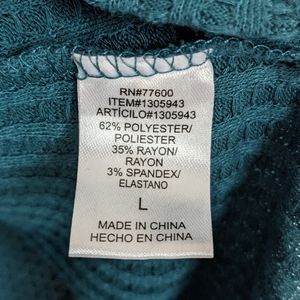 RN#77600
ITEM#1305943
ARTÍCILO#1305943
62% POLYESTER/
POLIESTER
35% RAYON/
RAYON
3% SPANDEX/
ELASTANO
L
MADE IN CHINA
HECHO EN CHINA